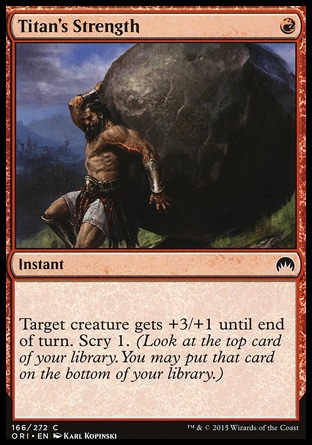 Titan's Strength
Instant
Target creature gets +3/+1 until end
of turn. Scry 1. (Look at the top card
of your library. You may put that card
on the bottom of your library.)
166/272 C
ORI • EN Karl Kopinski
™ & © 2015 Wizards of the Coast